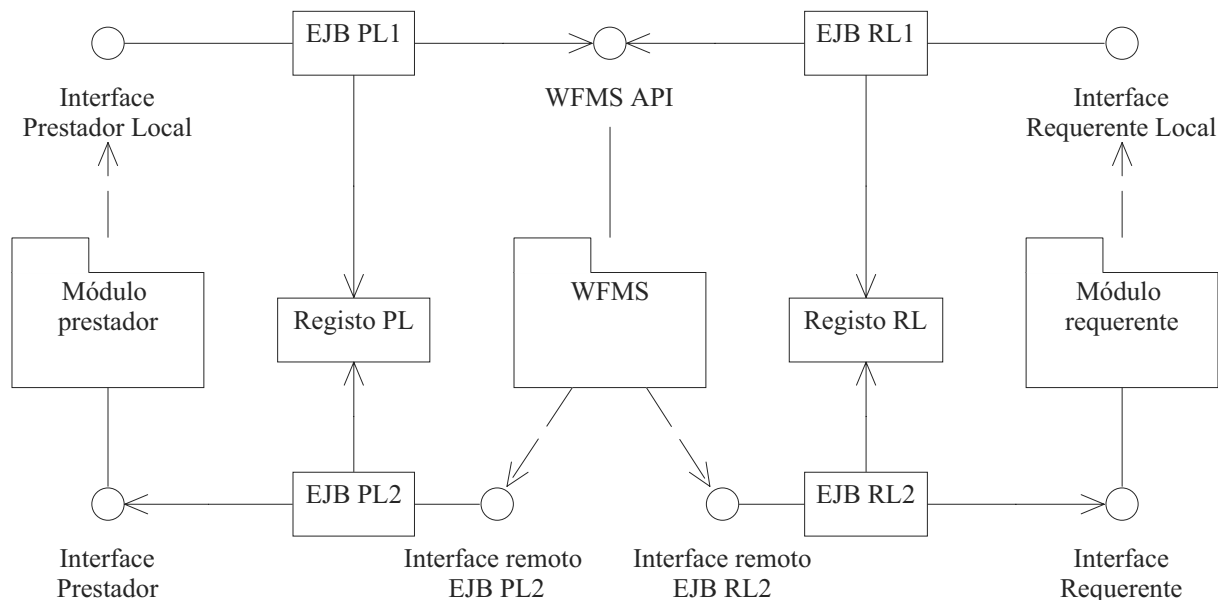 EJB PL1
EJB RL1
Interface
Prestador Local
WFMS API
Interface
Requerente Local
Módulo
prestador
Registo PL
WFMS
Registo RL
Módulo
requerente
EJB PL2
EJB RL2
Interface
Prestador
Interface remoto
EJB PL2
Interface remoto
EJB RL2
Interface
Requerente